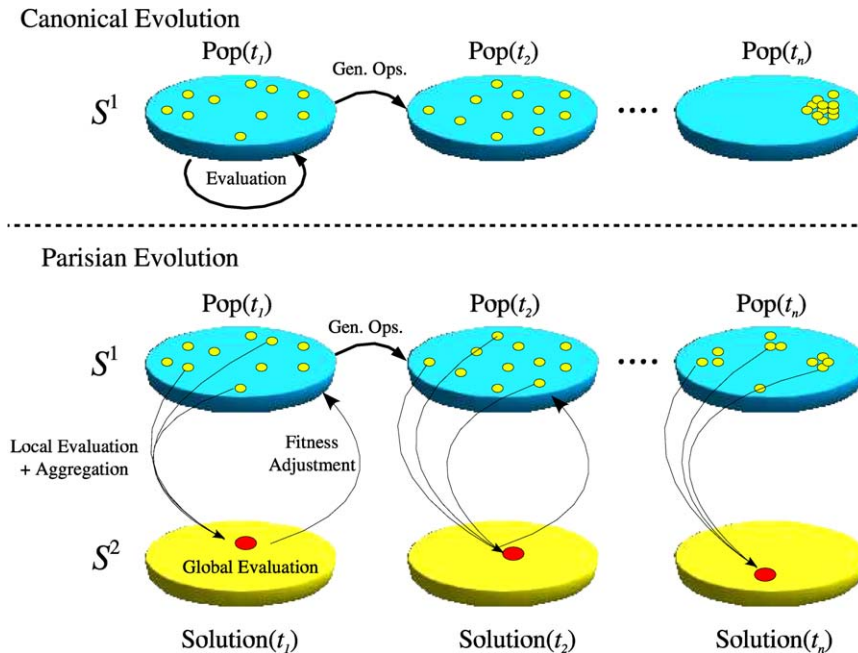 Canonical Evolution
Pop(t1) Pop(t2) Pop(tn)
Gen. Ops.
S1
....
Evaluation
Parisian Evolution
Pop(t1) Pop(t2) Pop(tn)
Gen. Ops.
S1
....
Local Evaluation
+ Aggregation
Fitness
Adjustment
S2
Global Evaluation
Solution(t1) Solution(t2) Solution(tn)